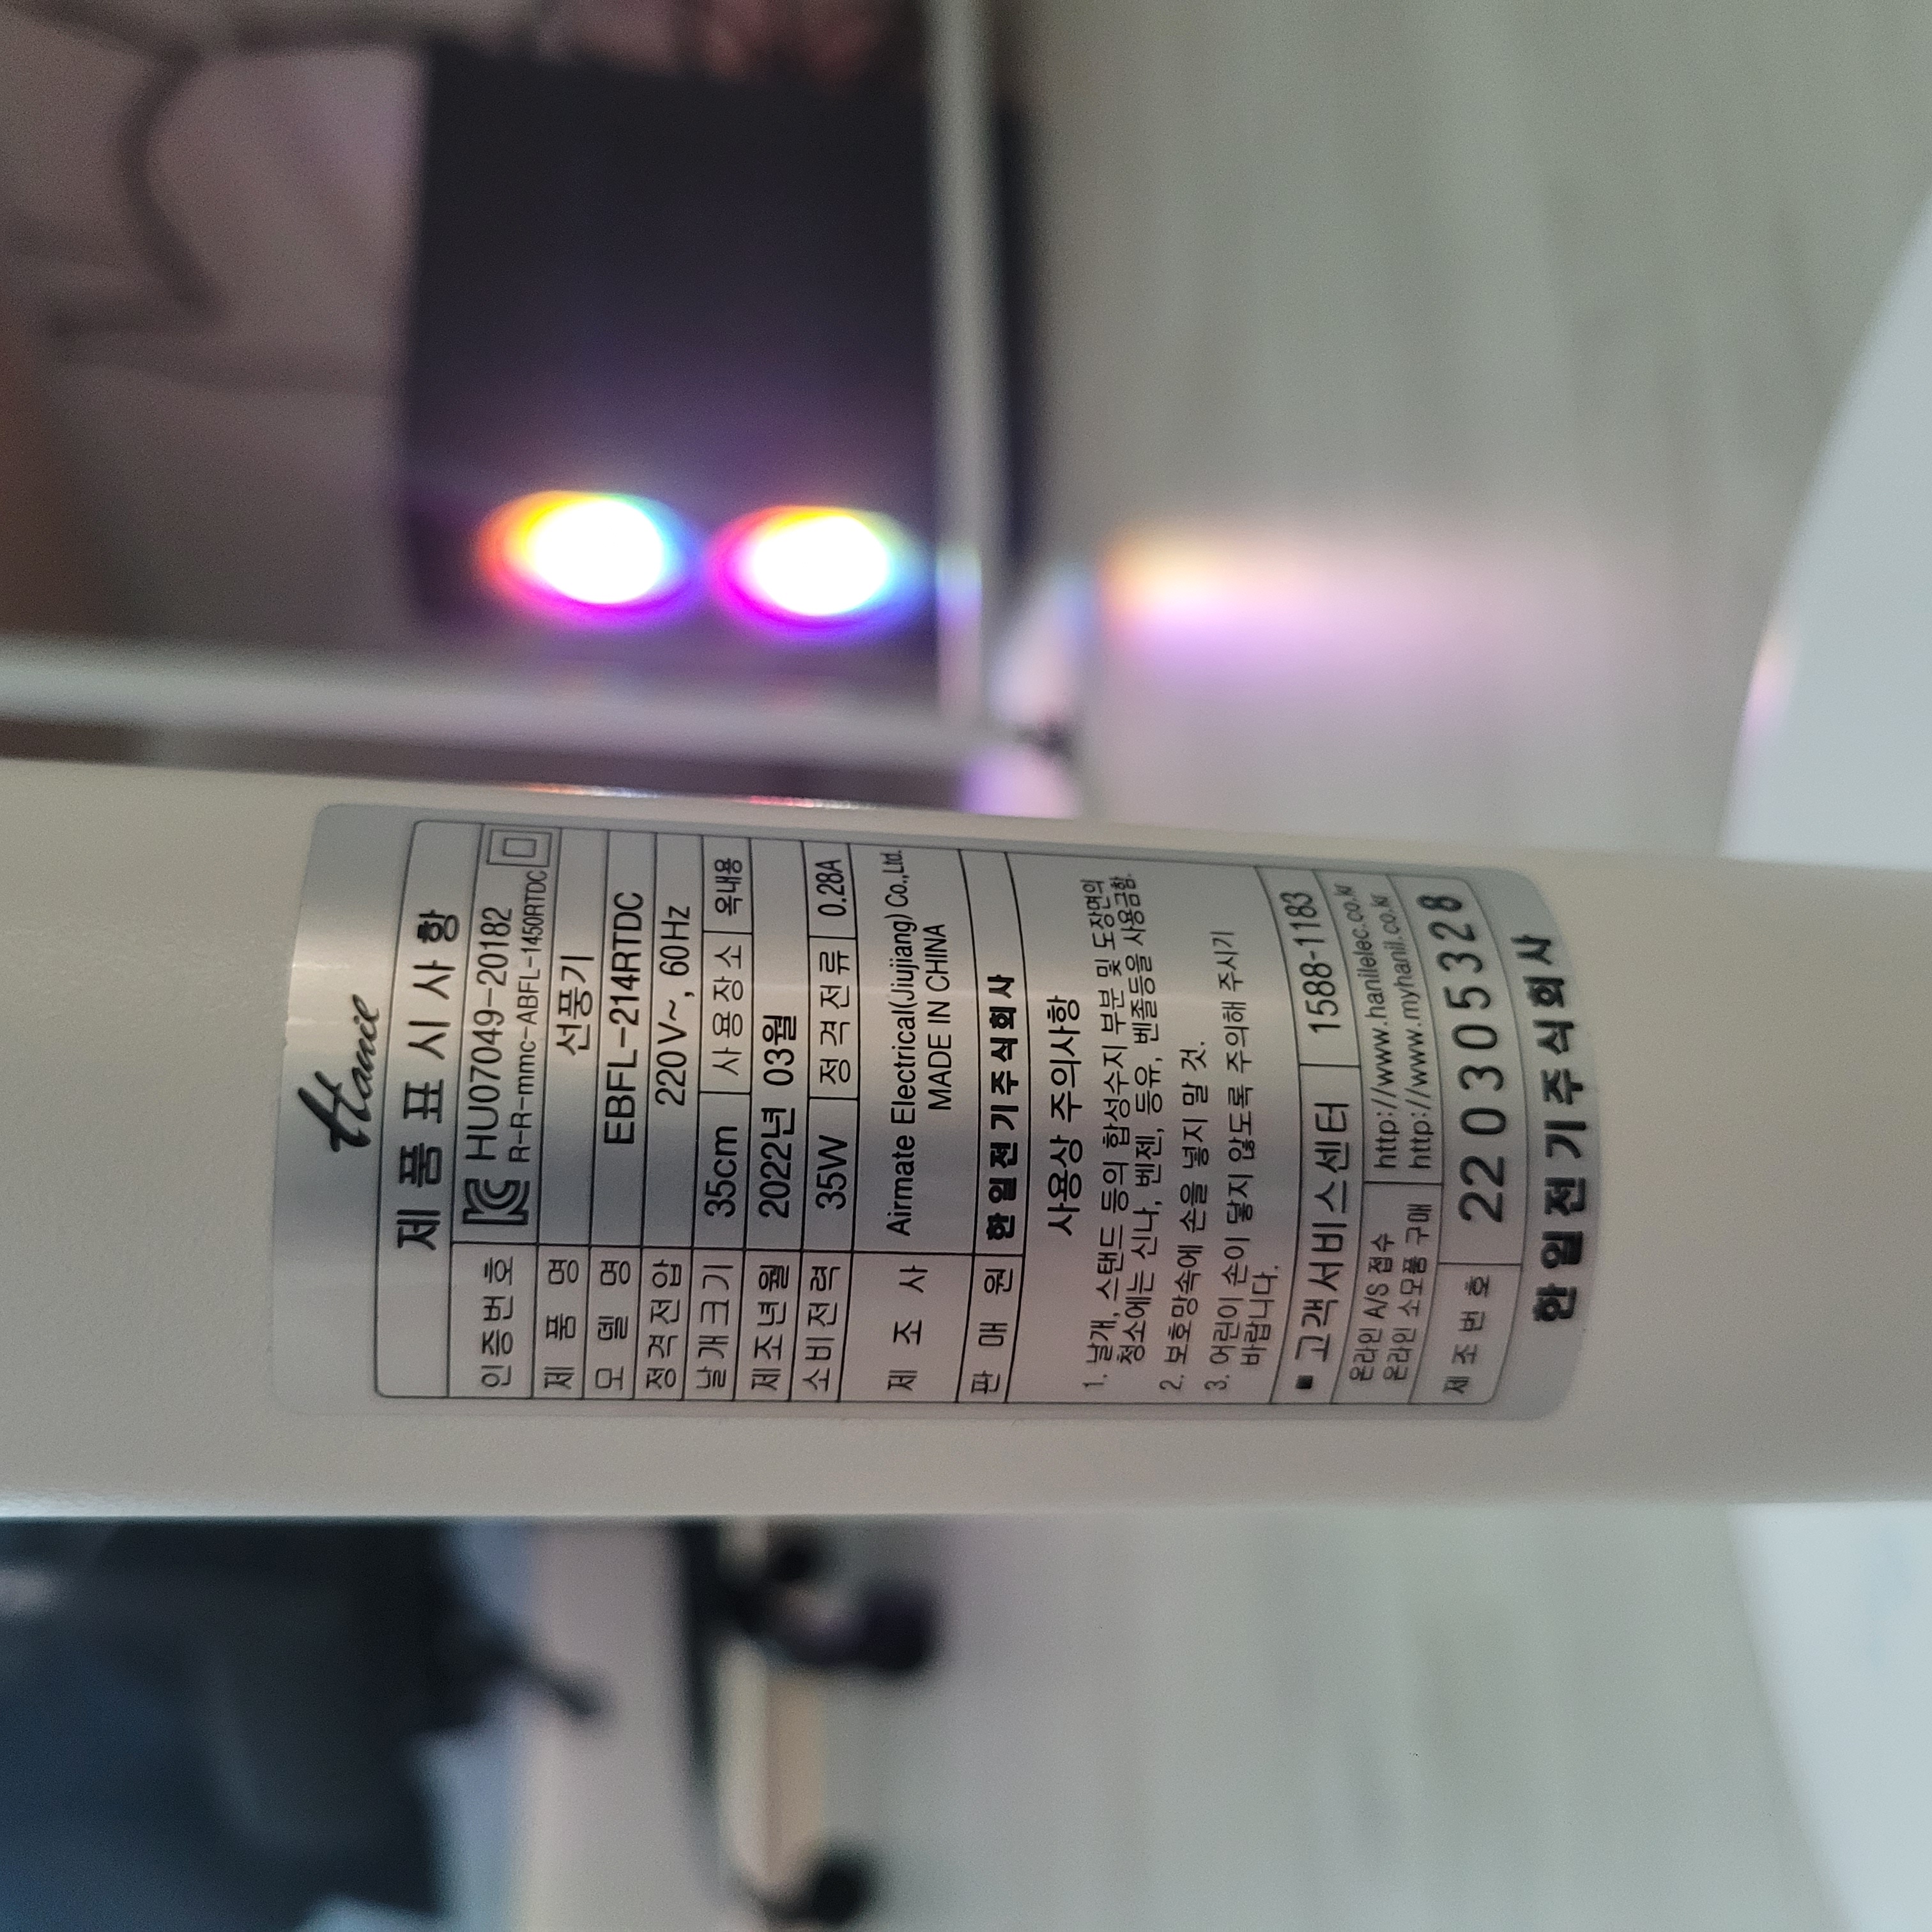 Hanil
제품표시사항
인증번호 HU07049-20182
R-R-mmc-ABFL-1450RTDC
제품명 선풍기
모델명 EBFL-214RTDC
정격전압 220V~, 60Hz
날개크기 35cm 사용장소 옥내용
제조년월 2022년 03월
소비전력 35W 정격전류 0.28A
제조사 Airmate Electrical(Jiujiang) Co.,Ltd.
MADE IN CHINA
판매원 한일전기주식회사
사용상 주의사항
1. 날개, 스탠드 등의 합성수지 부분 및 도장면의
청소에는 신나, 벤젠, 등유, 벤졸등을 사용금함.
2. 보호망속에 손을 넣지 말 것.
3. 어린이 손이 닿지 않도록 주의해 주시기
바랍니다.
■ 고객서비스센터 1588-1183
온라인 A/S 접수 http://www.hanilelec.co.kr
온라인 소모품 구매 http://www.myhanil.co.kr
제조번호 220305328
한일전기주식회사